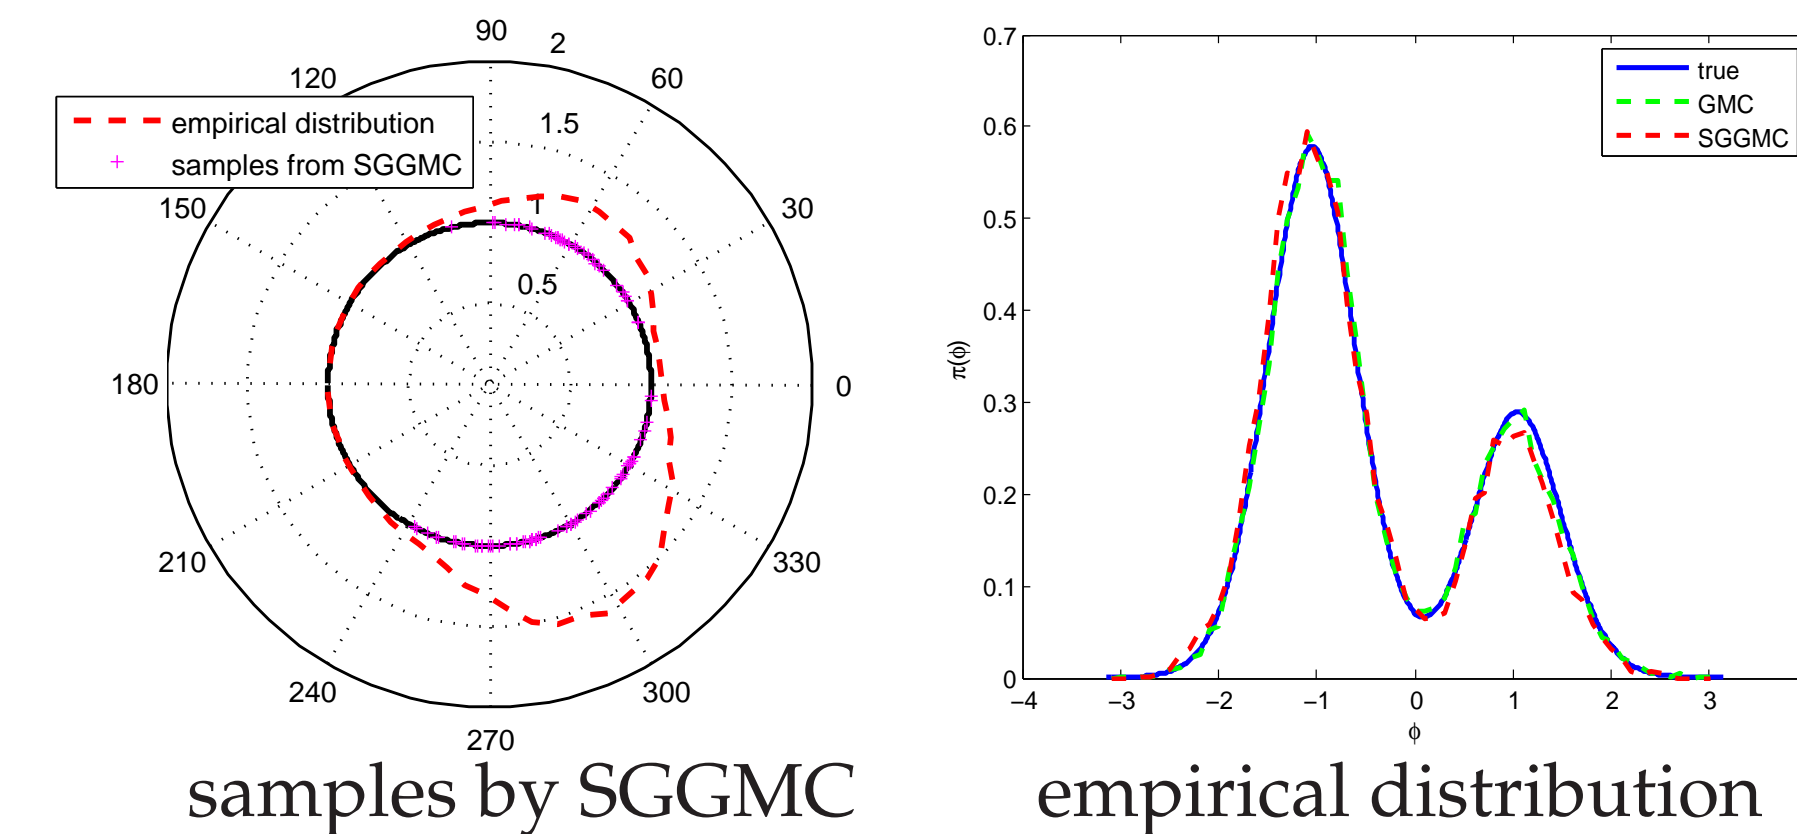 90
2
120
60
empirical distribution
samples from SGGMC
1.5
150
30
1
0.5
180
0
210
330
240
300
270
samples by SGGMC
0.7
0.6
0.5
0.4
0.3
0.2
0.1
0
π(ϕ)
true
GMC
SGGMC
−4 −3 −2 −1 0 1 2 3
ϕ
empirical distribution